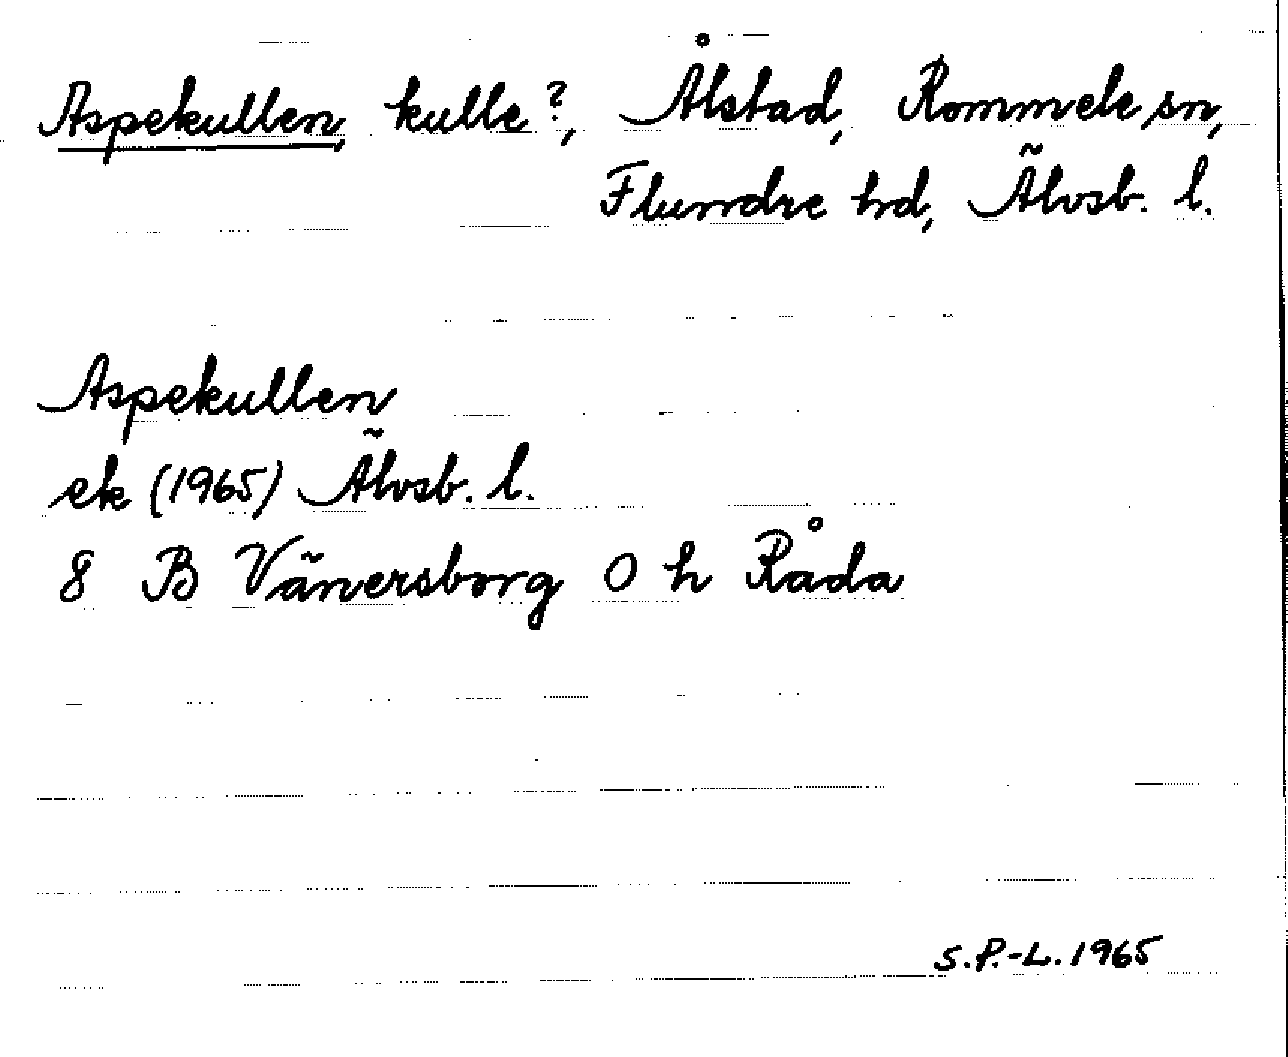 Aspekullen, kulle?, Ålstad, Rommele sn,
Flundre hd, Älvsb. l.
Aspekullen
ek (1965) Älvsb. l.
8 B Vänersborg 0 h Råda
S.P.-L. 1965